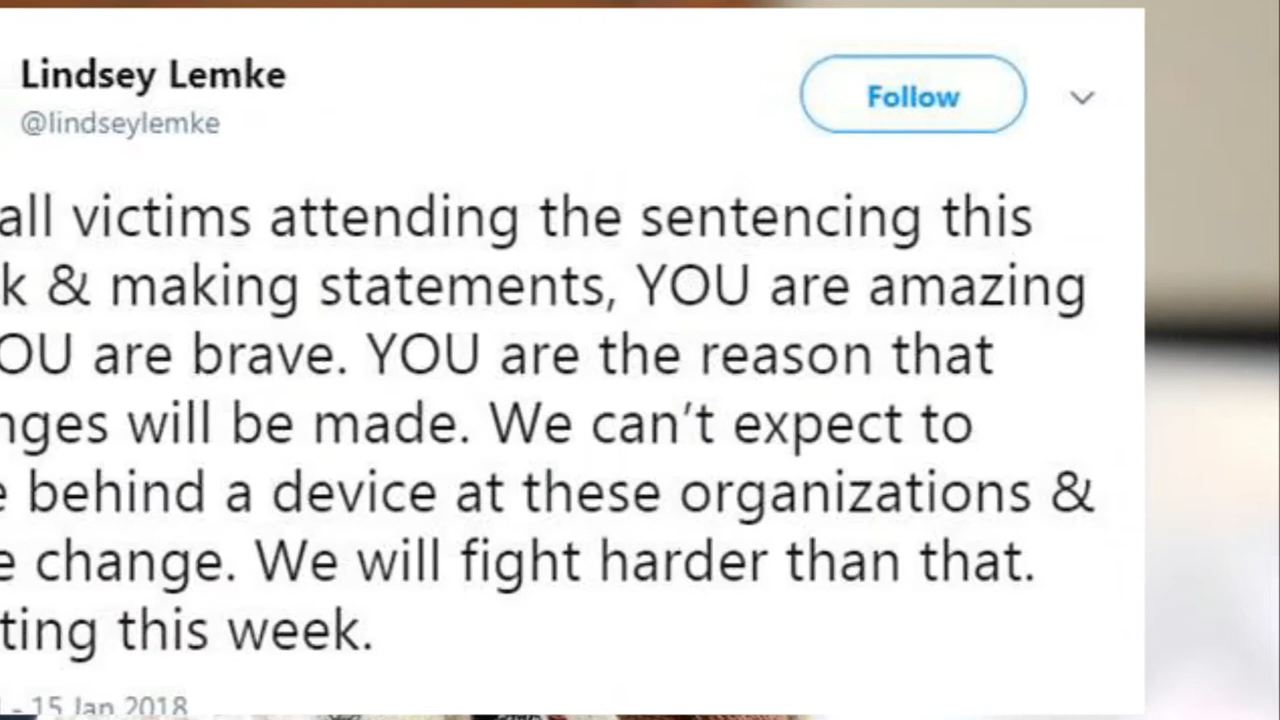 Lindsey Lemke
Follow
@lindseylemke
all victims attending the sentencing this
k & making statements, YOU are amazing
OU are brave. YOU are the reason that
nges will be made. We can't expect to
e behind a device at these organizations &
e change. We will fight harder than that.
ting this week.
- 15 Jan 2018